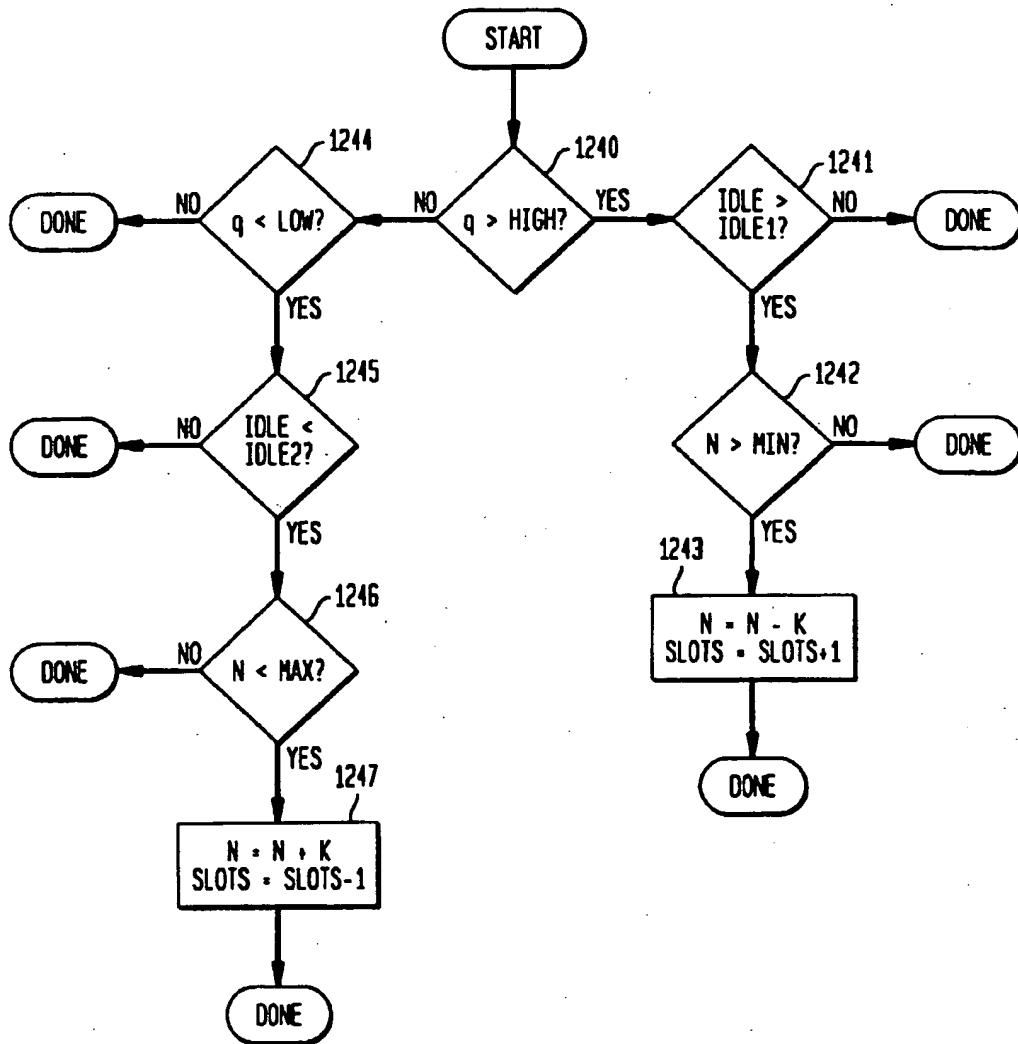 START
1244
1240
1241
DONE
NO
q < LOW?
NO
q > HIGH?
YES
IDLE >
IDLE1?
NO
DONE
YES
YES
1245
1242
DONE
NO
IDLE <
IDLE2?
N > MIN?
NO
DONE
YES
YES
1246
1243
DONE
NO
N < MAX?
N = N - K
SLOTS = SLOTS+1
YES
1247
DONE
N = N + K
SLOTS = SLOTS-1
DONE